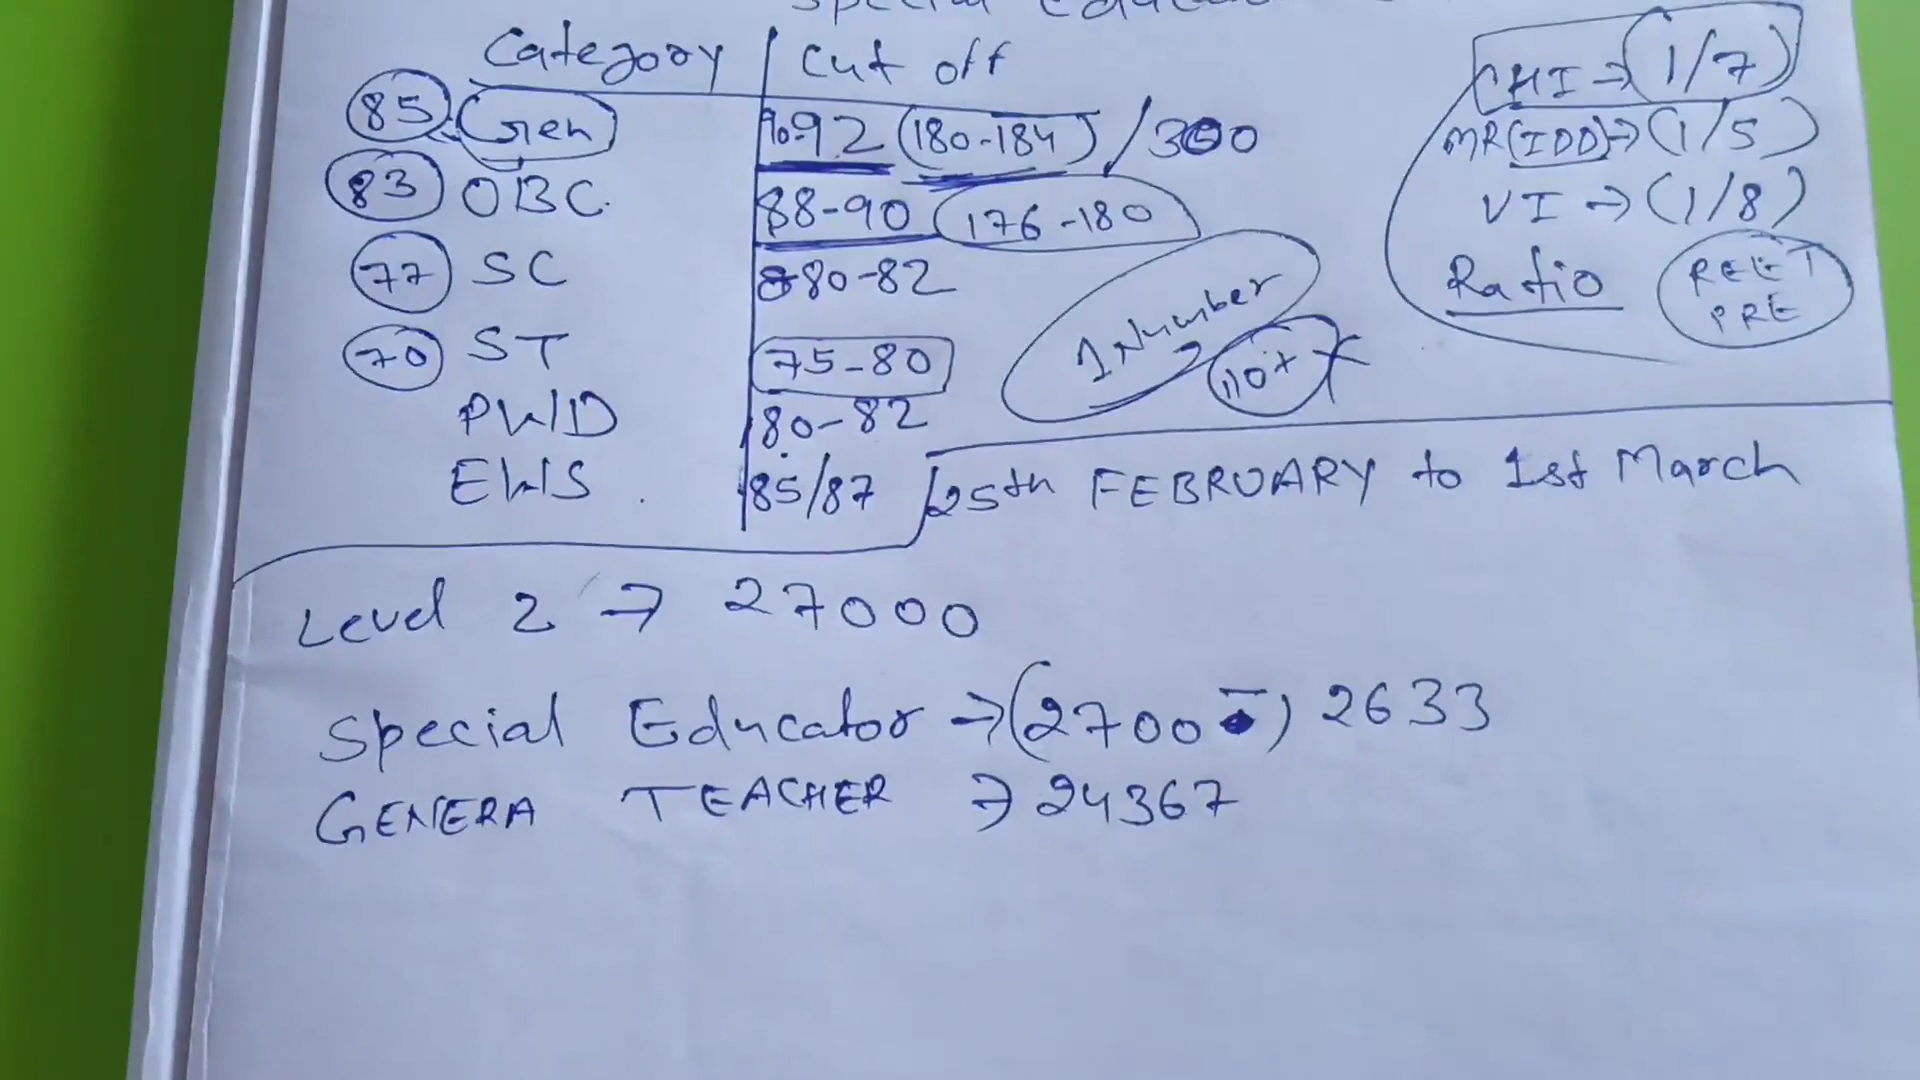 Special
Category | Cut off
85 Gen 90-92 (180-184) /300
83 OBC 88-90 (176-180)
77 SC 80-82
70 ST 75-80
PWD 80-82
EWS 85/87
CHI → (1/7)
MR(IDD) → (1/5)
VI → (1/8)
Ratio
REET
PRE
1 Number
110+
25th FEBRUARY to 1st March
Level 2 → 27000
Special Educator → (2700 ) 2633
GENERA TEACHER → 24367